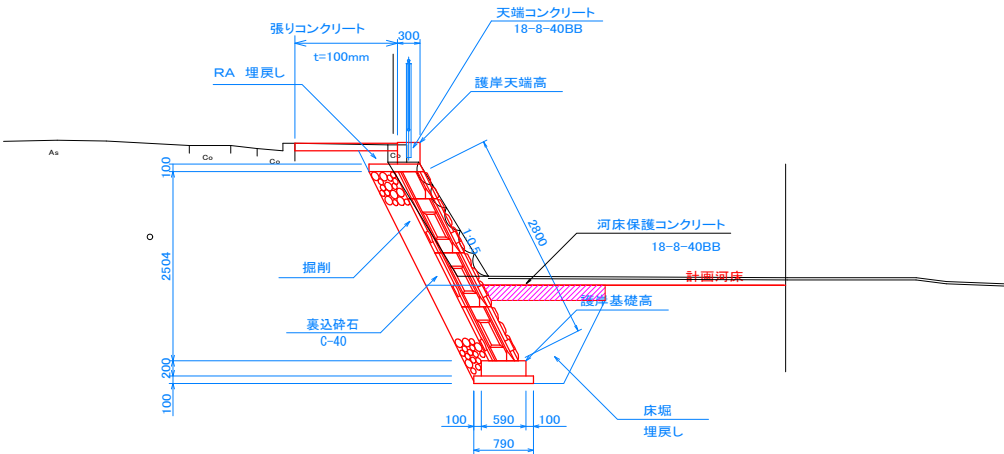 天端コンクリート
18-8-40BB
張りコンクリート
300
t=100mm
RA 埋戻し
護岸天端高
As
Co
Co
Co
100
2504
200
100
2800
1:0.5
河床保護コンクリート
18-8-40BB
掘削
計画河床
裏込砕石
C-40
護岸基礎高
100
590
100
790
床堀
埋戻し